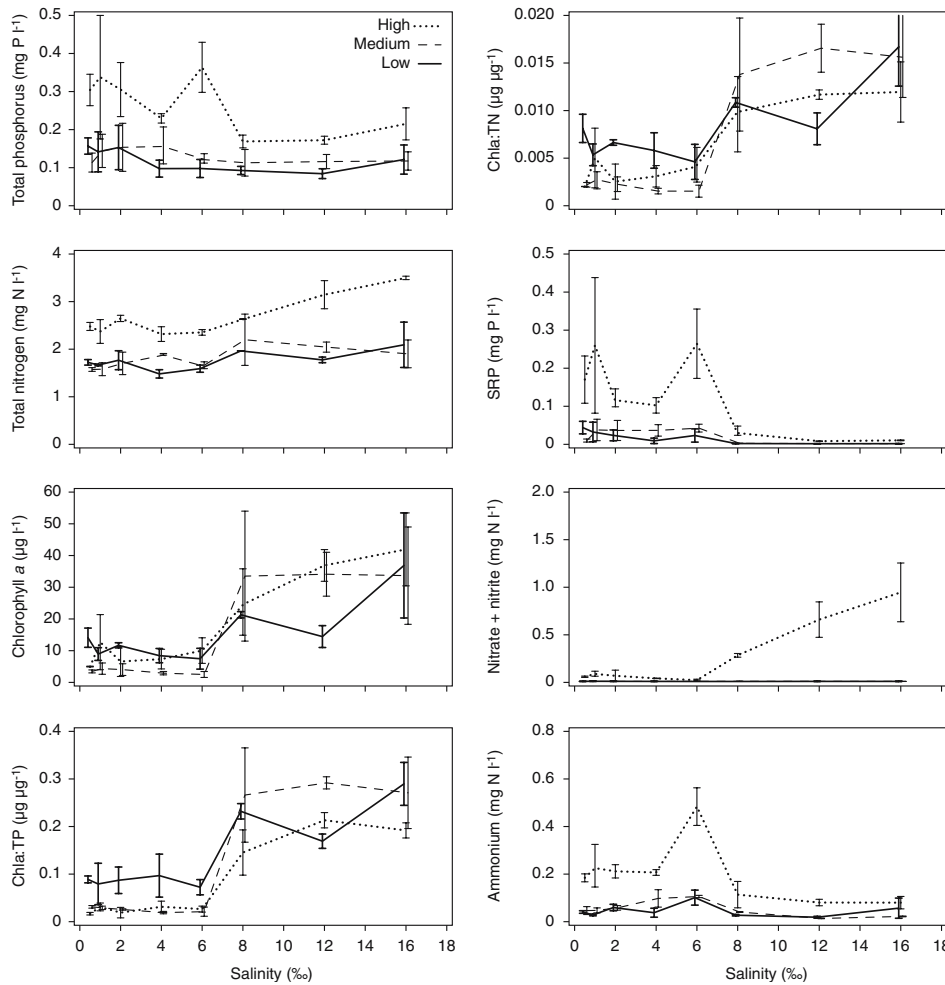 Total phosphorus (mg P l-1)
0.5
0.4
0.3
0.2
0.1
0
High
Medium
Low
Chla:TN (µg µg-1)
0.020
0.015
0.010
0.005
0
Total nitrogen (mg N l-1)
4
3
2
1
0
SRP (mg P l-1)
0.5
0.4
0.3
0.2
0.1
0
Chlorophyll a (µg l-1)
60
50
40
30
20
10
0
Nitrate + nitrite (mg N l-1)
2.0
1.5
1.0
0.5
0
Chla:TP (µg µg-1)
0.4
0.3
0.2
0.1
0
0 2 4 6 8 10 12 14 16 18
Salinity (‰)
Ammonium (mg N l-1)
0.8
0.6
0.4
0.2
0
0 2 4 6 8 10 12 14 16 18
Salinity (‰)